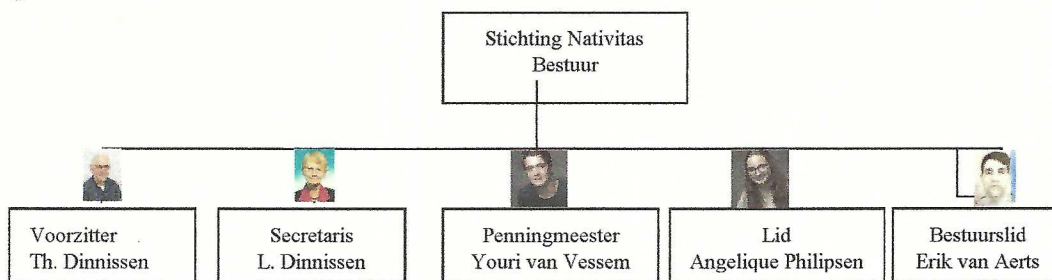 Stichting Nativitas
Bestuur
Voorzitter
Th. Dinnissen
Secretaris
L. Dinnissen
Penningmeester
Youri van Vessem
Lid
Angelique Philipsen
Bestuurslid
Erik van Aerts